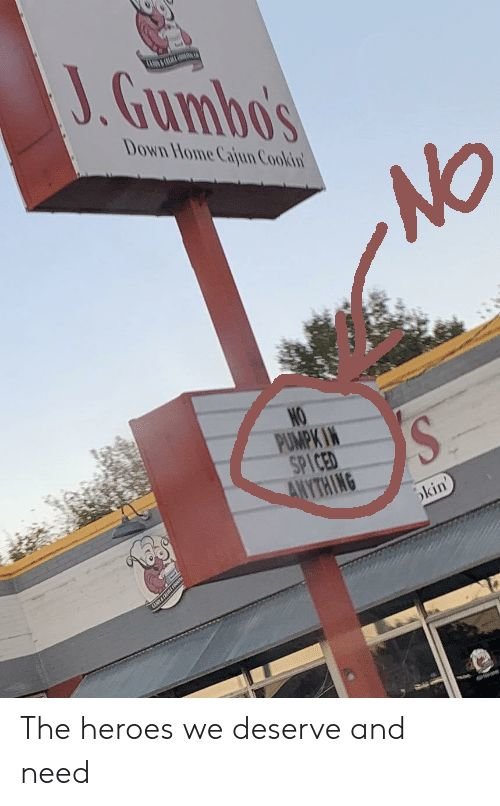 J. Gumbo's
Down Home Cajun Cookin'
NO
NO
PUMPKIN
SPICED
ANYTHING
'S
okin'
The heroes we deserve and
need